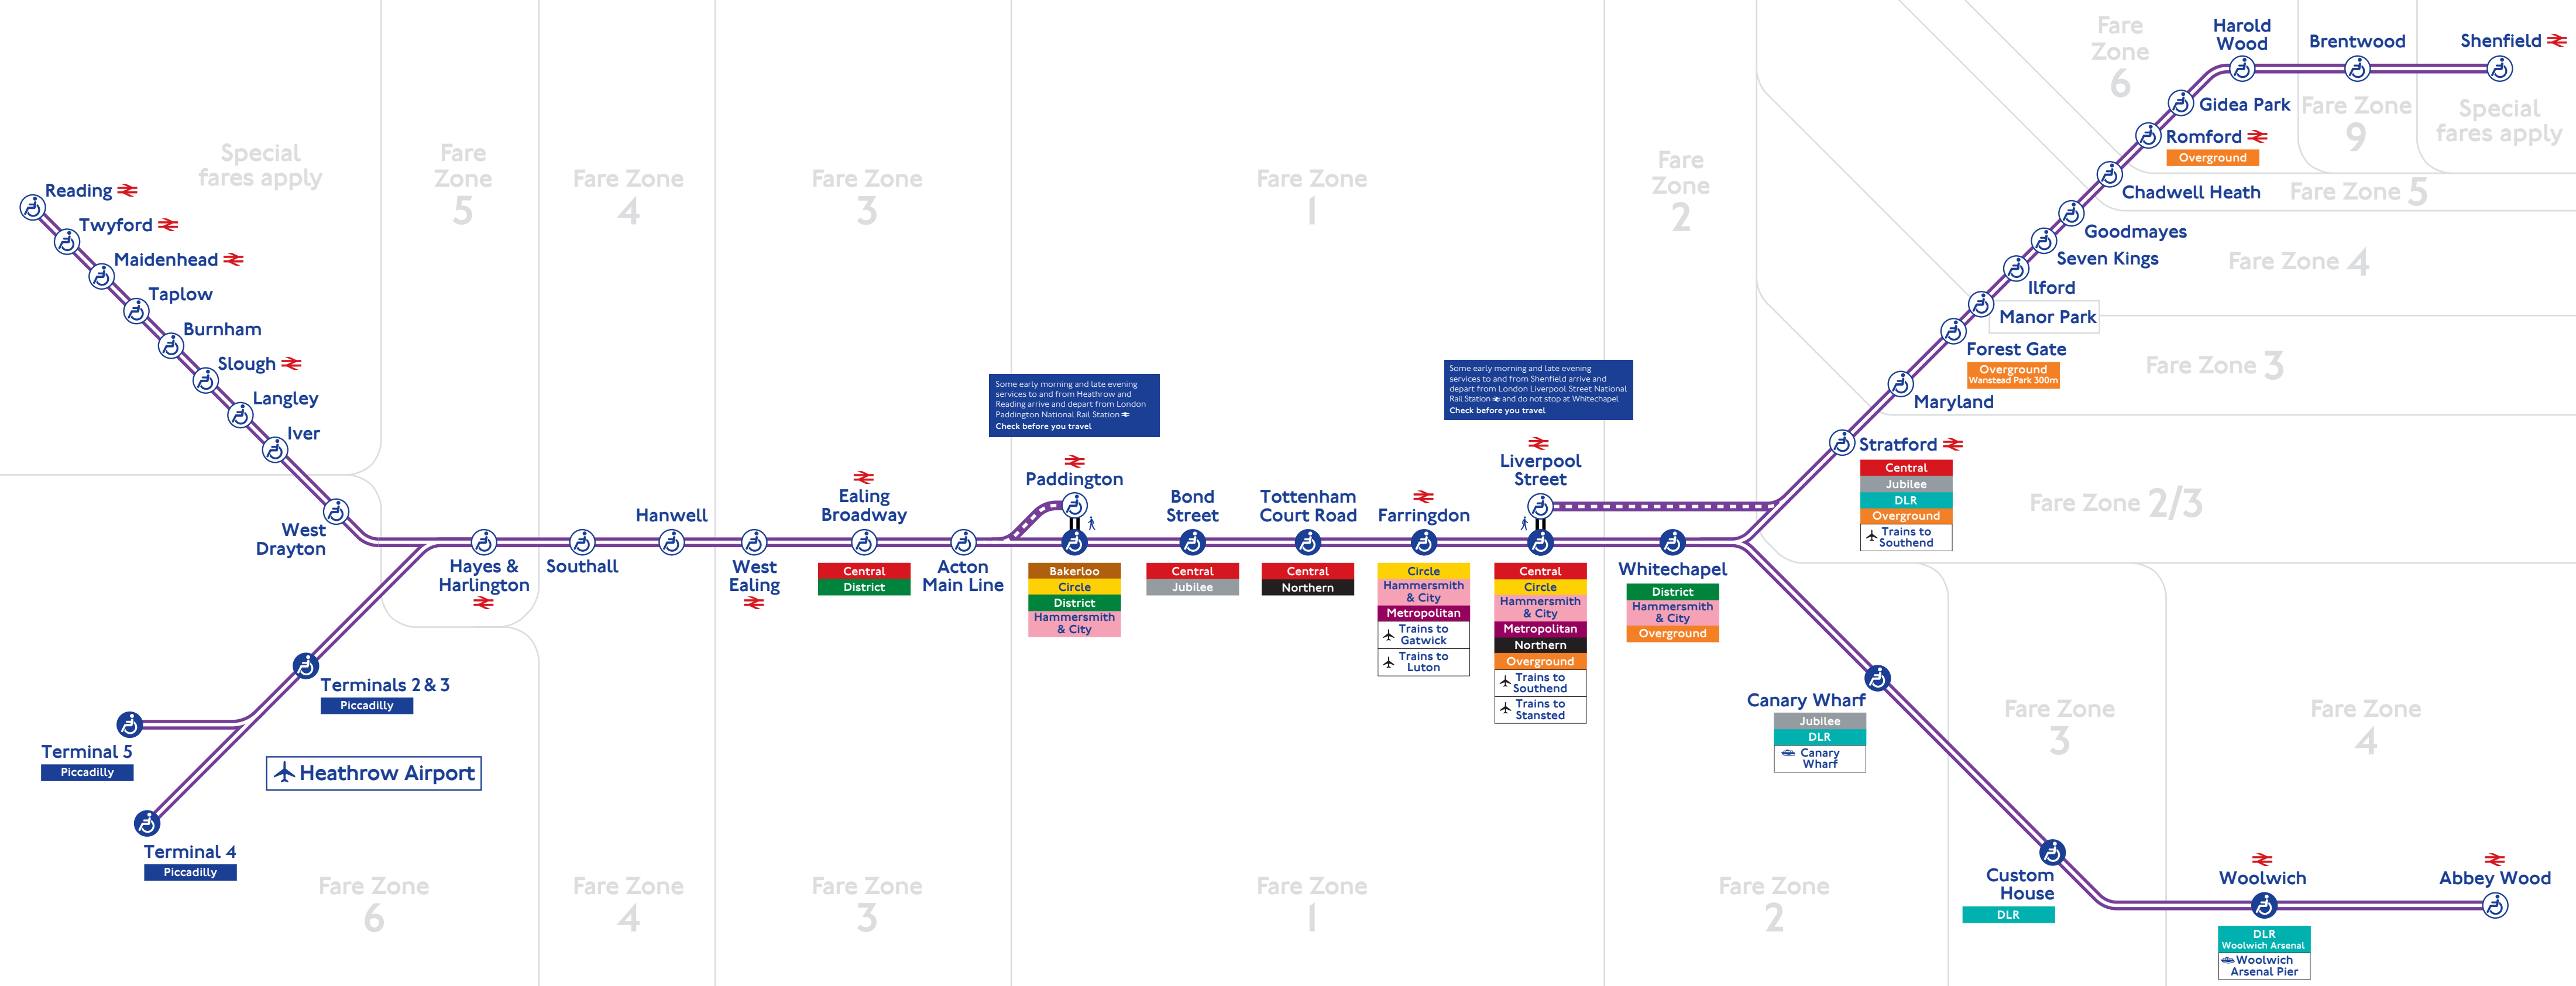 Special
fares apply
Fare
Zone
5
Fare Zone
4
Fare Zone
3
Fare Zone
1
Fare
Zone
2
Fare
Zone
6
Harold
Wood
Brentwood
Shenfield
Gidea Park
Fare Zone
9
Special
fares apply
Romford
Overground
Chadwell Heath
Fare Zone 5
Goodmayes
Seven Kings
Fare Zone 4
Ilford
Manor Park
Forest Gate
Overground
Wanstead Park 300m
Fare Zone 3
Maryland
Stratford
Central
Jubilee
DLR
Overground
Trains to
Southend
Fare Zone 2/3
Reading
Twyford
Maidenhead
Taplow
Burnham
Slough
Langley
Iver
West
Drayton
Hayes &
Harlington
Southall
Hanwell
West
Ealing
Ealing
Broadway
Central
District
Acton
Main Line
Some early morning and late evening
services to and from Heathrow and
Reading arrive and depart from London
Paddington National Rail Station
Check before you travel
Paddington
Bakerloo
Circle
District
Hammersmith
& City
Bond
Street
Central
Jubilee
Tottenham
Court Road
Central
Northern
Farringdon
Circle
Hammersmith
& City
Metropolitan
Trains to
Gatwick
Trains to
Luton
Some early morning and late evening
services to and from Shenfield arrive and
depart from London Liverpool Street National
Rail Station and do not stop at Whitechapel
Check before you travel
Liverpool
Street
Central
Circle
Hammersmith
& City
Metropolitan
Northern
Overground
Trains to
Southend
Trains to
Stansted
Whitechapel
District
Hammersmith
& City
Overground
Terminals 2 & 3
Piccadilly
Terminal 5
Piccadilly
Heathrow Airport
Terminal 4
Piccadilly
Canary Wharf
Jubilee
DLR
Canary
Wharf
Fare Zone
3
Fare Zone
4
Custom
House
DLR
Woolwich
DLR
Woolwich Arsenal
Woolwich
Arsenal Pier
Abbey Wood
Fare Zone
6
Fare Zone
4
Fare Zone
3
Fare Zone
1
Fare Zone
2